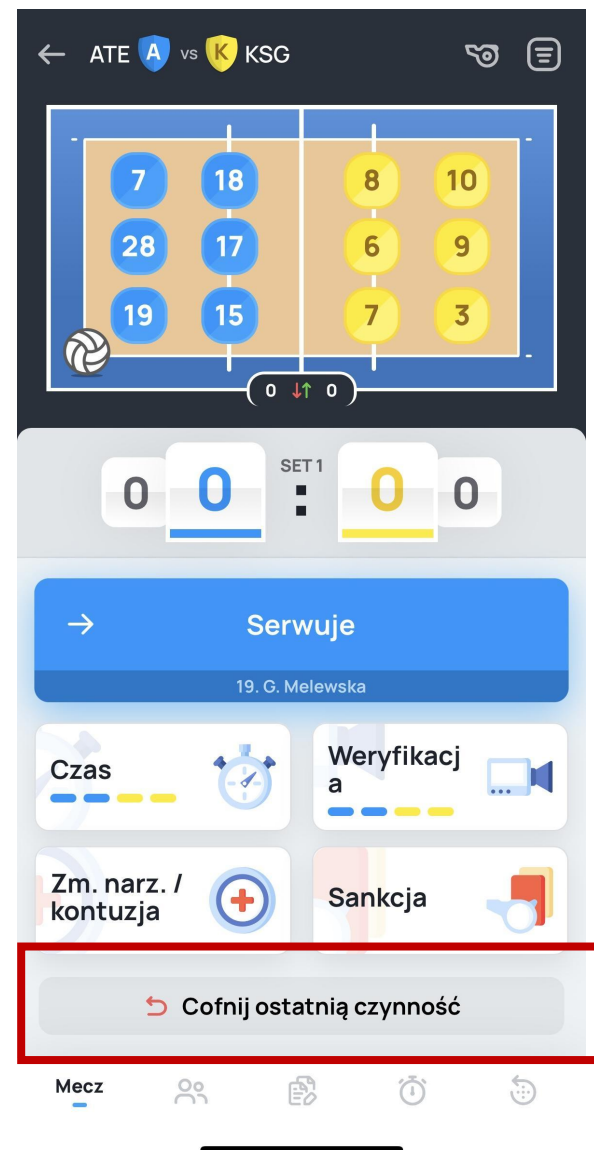 ATE A vs K KSG
7 18 8 10
28 17 6 9
19 15 7 3
0 0
SET 1
0 0 : 0 0
Serwuje
19. G. Melewska
Czas
Weryfikacj
a
Zm. narz. /
kontuzja
Sankcja
Cofnij ostatnią czynność
Mecz